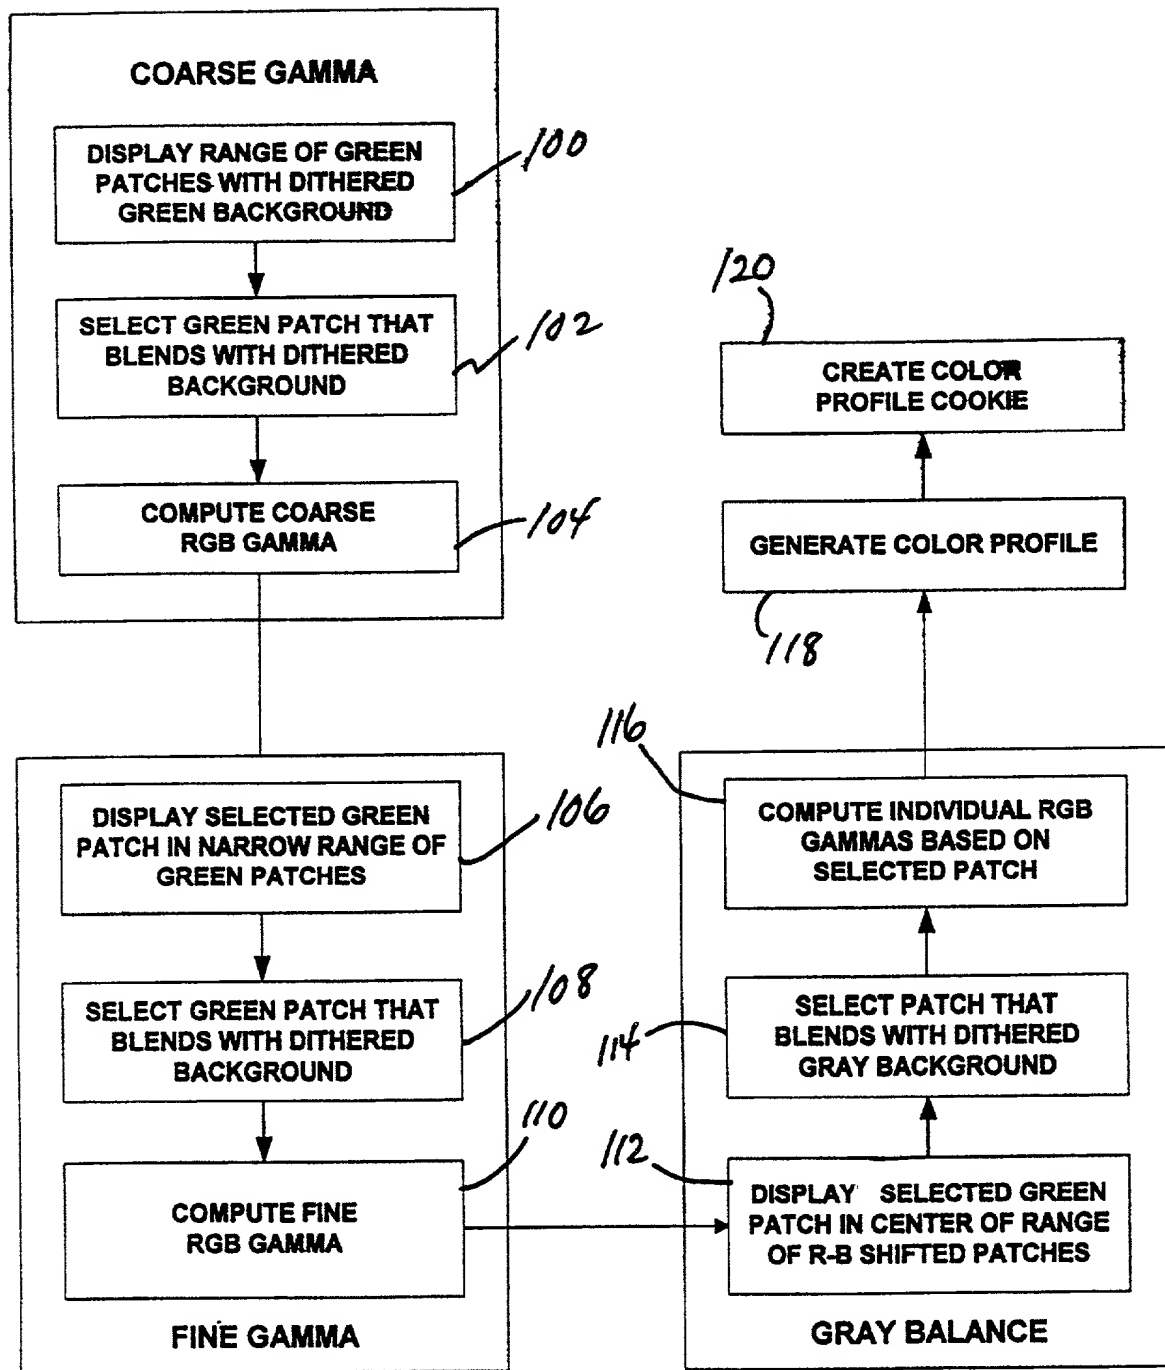 COARSE GAMMA
DISPLAY RANGE OF GREEN
PATCHES WITH DITHERED
GREEN BACKGROUND
100
SELECT GREEN PATCH THAT
BLENDS WITH DITHERED
BACKGROUND
102
COMPUTE COARSE
RGB GAMMA
104
DISPLAY SELECTED GREEN
PATCH IN NARROW RANGE OF
GREEN PATCHES
106
SELECT GREEN PATCH THAT
BLENDS WITH DITHERED
BACKGROUND
108
COMPUTE FINE
RGB GAMMA
110
FINE GAMMA
120
CREATE COLOR
PROFILE COOKIE
GENERATE COLOR PROFILE
118
116
COMPUTE INDIVIDUAL RGB
GAMMAS BASED ON
SELECTED PATCH
SELECT PATCH THAT
BLENDS WITH DITHERED
GRAY BACKGROUND
114
112
DISPLAY SELECTED GREEN
PATCH IN CENTER OF RANGE
OF R-B SHIFTED PATCHES
GRAY BALANCE